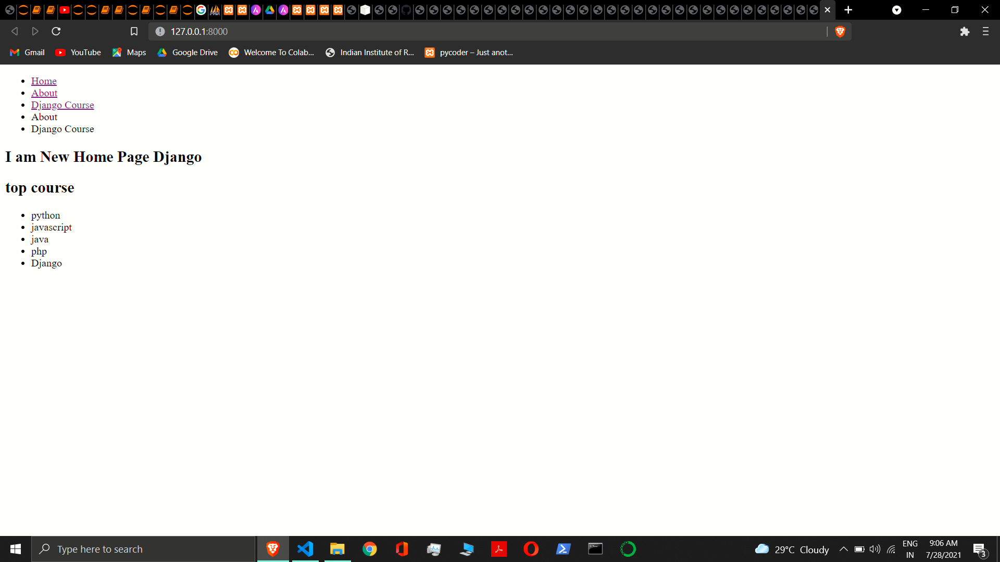 127.0.0.1:8000
Gmail YouTube Maps Google Drive Welcome To Colab... Indian Institute of R... pycoder – Just anot...
Home
About
Django Course
About
Django Course
I am New Home Page Django
top course
python
javascript
java
php
Django
Type here to search
29°C Cloudy
ENG
IN
9:06 AM
7/28/2021
3